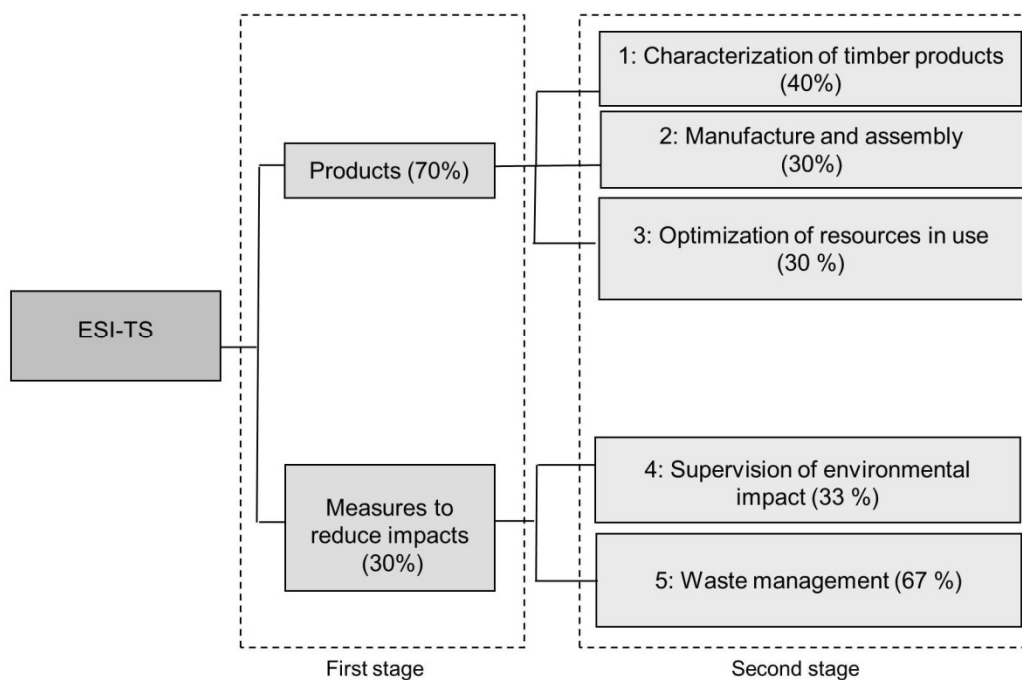 ESI-TS
Products (70%)
Measures to
reduce impacts
(30%)
First stage
1: Characterization of timber products
(40%)
2: Manufacture and assembly
(30%)
3: Optimization of resources in use
(30 %)
4: Supervision of environmental
impact (33 %)
5: Waste management (67 %)
Second stage